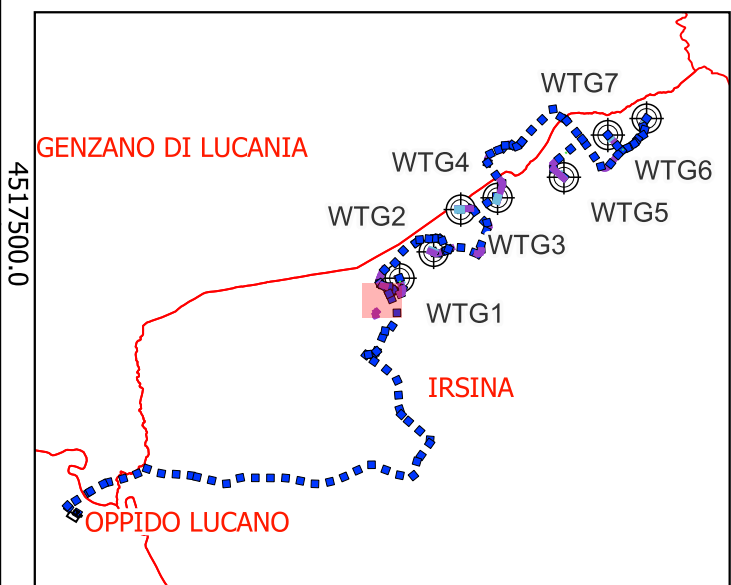 WTG7
GENZANO DI LUCANIA
WTG4
WTG6
WTG2
WTG5
WTG3
4517500.0
WTG1
IRSINA
OPPIDO LUCANO